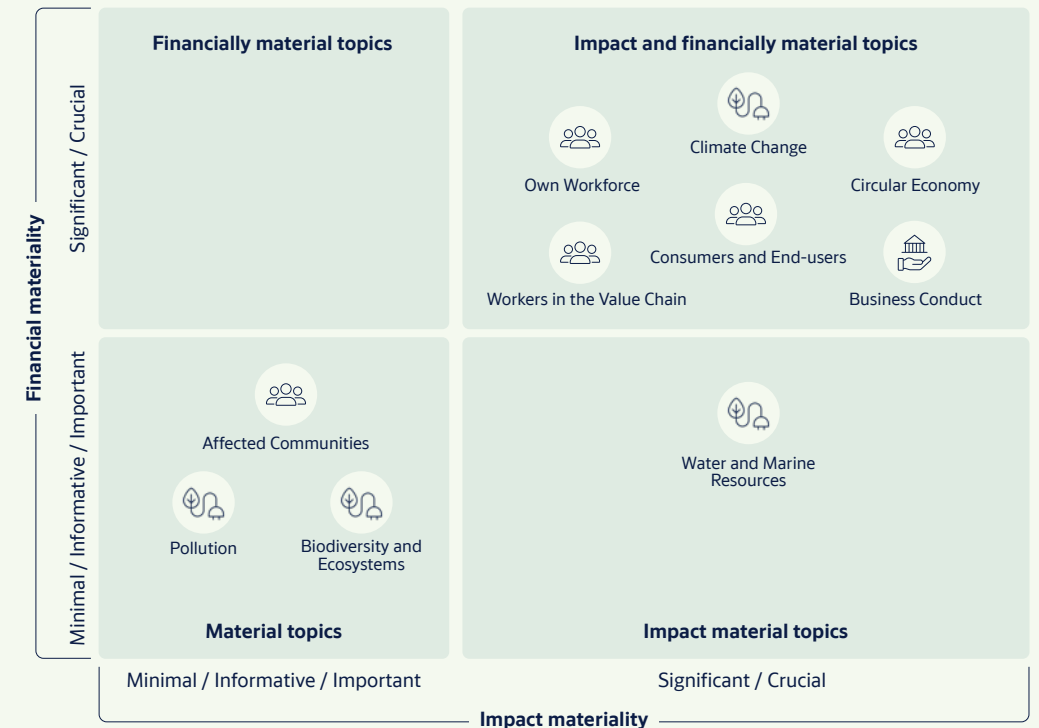 Financial materiality
Significant / Crucial
Minimal / Informative / Important
Financially material topics
Impact and financially material topics
Climate Change
Own Workforce
Circular Economy
Consumers and End-users
Workers in the Value Chain
Business Conduct
Affected Communities
Pollution
Biodiversity and
Ecosystems
Material topics
Water and Marine
Resources
Impact material topics
Minimal / Informative / Important
Significant / Crucial
Impact materiality